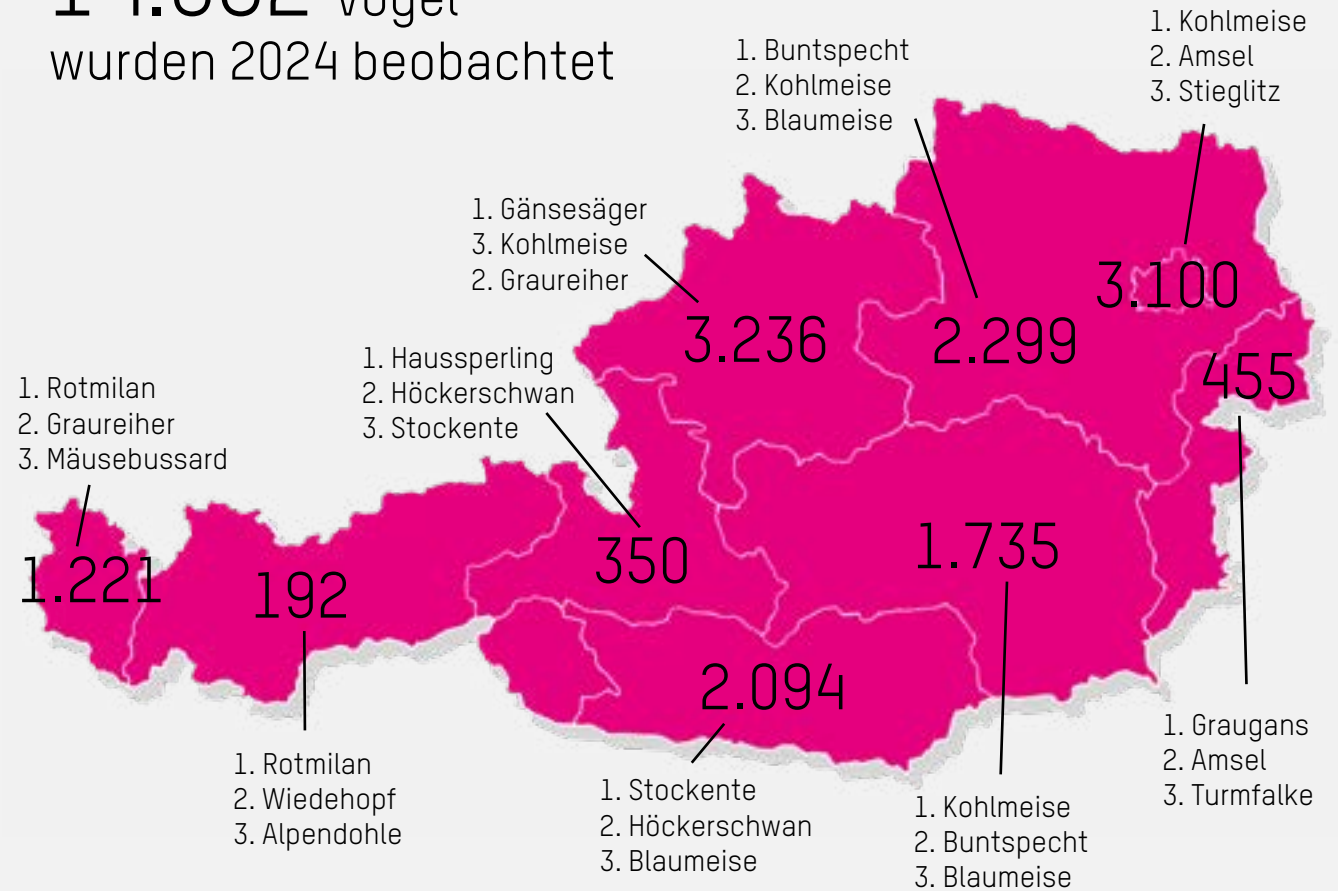 Vögel
wurden 2024 beobachtet
1. Kohlmeise
2. Amsel
3. Stieglitz
1. Buntspecht
2. Kohlmeise
3. Blaumeise
1. Gänsesäger
3. Kohlmeise
2. Graureiher
3.100
3.236
2.299
455
1. Haussperling
2. Höckerschwan
3. Stockente
1. Rotmilan
2. Graureiher
3. Mäusebussard
1.221
192
350
1.735
2.094
1. Rotmilan
2. Wiedehopf
3. Alpendohle
1. Stockente
2. Höckerschwan
3. Blaumeise
1. Kohlmeise
2. Buntspecht
3. Blaumeise
1. Graugans
2. Amsel
3. Turmfalke